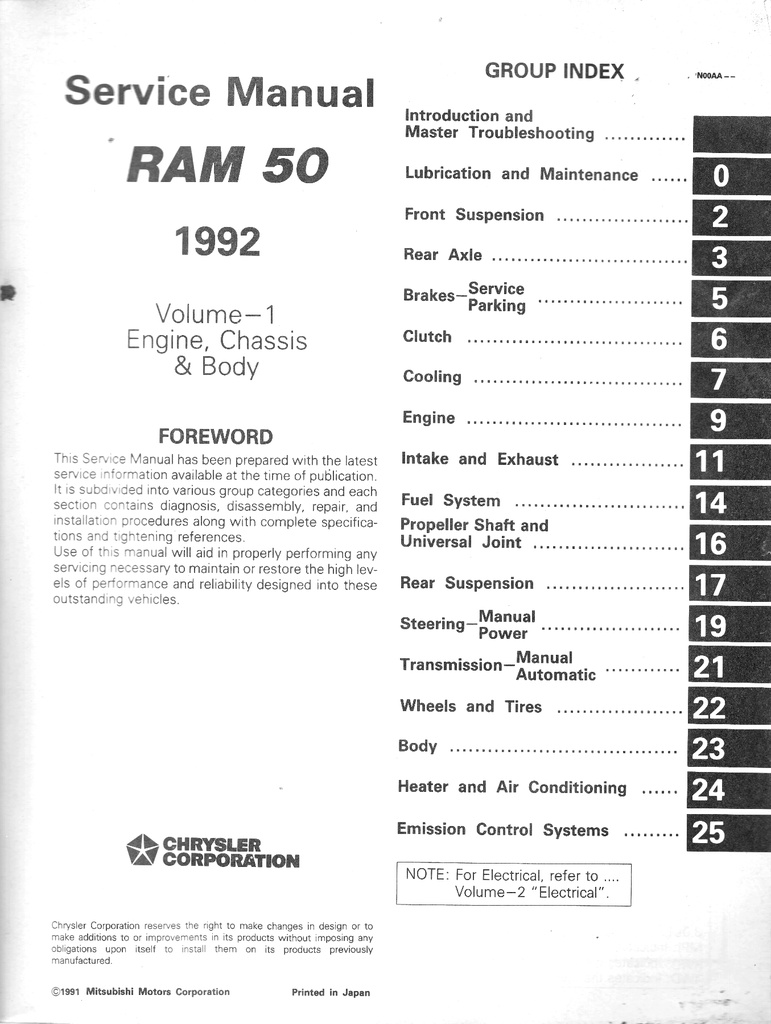 Service Manual
RAM 50
1992
Volume–1
Engine, Chassis
& Body
FOREWORD
This Service Manual has been prepared with the latest
service information available at the time of publication.
It is subdivided into various group categories and each
section contains diagnosis, disassembly, repair, and
installation procedures along with complete specifica-
tions and tightening references.
Use of this manual will aid in properly performing any
servicing necessary to maintain or restore the high lev-
els of performance and reliability designed into these
outstanding vehicles.
CHRYSLER
CORPORATION
Chrysler Corporation reserves the right to make changes in design or to
make additions to or improvements in its products without imposing any
obligations upon itself to install them on its products previously
manufactured.
©1991 Mitsubishi Motors Corporation Printed in Japan
GROUP INDEX
N00AA––
Introduction and
Master Troubleshooting .............
Lubrication and Maintenance ...... 0
Front Suspension .................... 2
Rear Axle ............................. 3
Brakes–Service
Parking ...................... 5
Clutch ................................. 6
Cooling ................................ 7
Engine ................................. 9
Intake and Exhaust ................. 11
Fuel System .......................... 14
Propeller Shaft and
Universal Joint ....................... 16
Rear Suspension ..................... 17
Steering–Manual
Power ..................... 19
Transmission–Manual
Automatic ............ 21
Wheels and Tires ................... 22
Body ................................... 23
Heater and Air Conditioning ...... 24
Emission Control Systems ......... 25
NOTE: For Electrical, refer to ....
Volume–2 "Electrical".